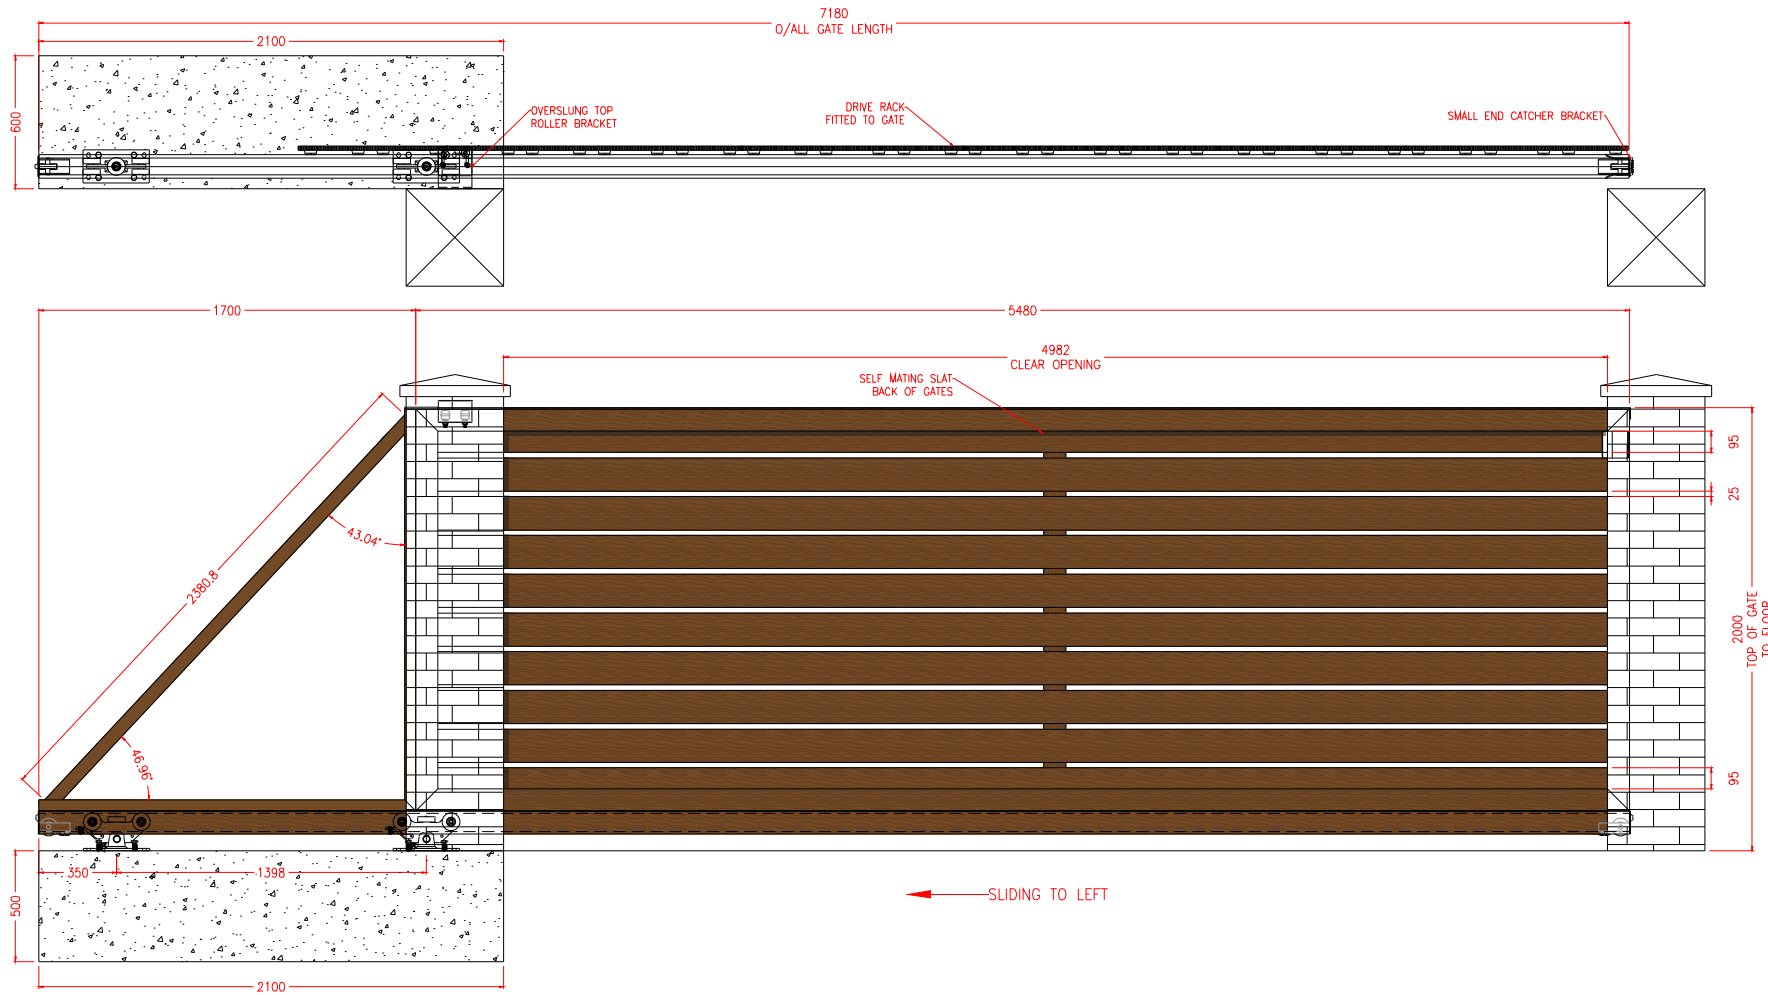 7180
O/ALL GATE LENGTH
2100
600
OVERSLUNG TOP
ROLLER BRACKET
DRIVE RACK
FITTED TO GATE
SMALL END CATCHER BRACKET
1700
5480
4982
CLEAR OPENING
SELF MATING SLAT
BACK OF GATES
95
25
43.04°
2380.8
46.96°
2000
TOP OF GATE
TO FLOOR
95
350
1398
500
SLIDING TO LEFT
2100